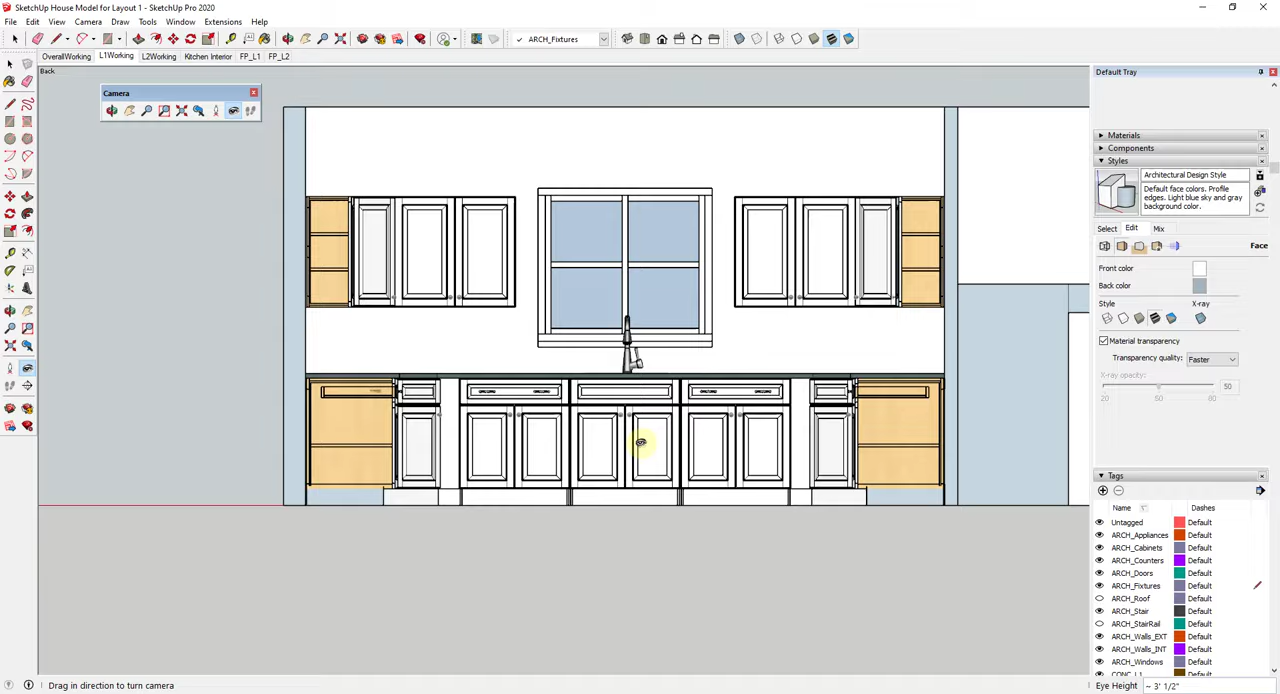 SketchUp House Model for Layout 1 - SketchUp Pro 2020
File Edit View Camera Draw Tools Window Extensions Help
ARCH_Fixtures
OverallWorking L1Working L2Working Kitchen Interior FP_L1 FP_L2
Back
Camera
Default Tray
Materials
Components
Styles
Architectural Design Style
Default face colors. Profile
edges. Light blue sky and gray
background color.
Select Edit Mix
Face
Front color
Back color
Style X-ray
Material transparency
Transparency quality: Faster
X-ray opacity: 50
20 50 80
Tags
Name Dashes
Untagged Default
ARCH_Appliances Default
ARCH_Cabinets Default
ARCH_Counters Default
ARCH_Doors Default
ARCH_Fixtures Default
ARCH_Roof Default
ARCH_Stair Default
ARCH_StairRail Default
ARCH_Walls_EXT Default
ARCH_Walls_INT Default
ARCH_Windows Default
CONC_L1 Default
Drag in direction to turn camera
Eye Height ~ 3' 1/2"